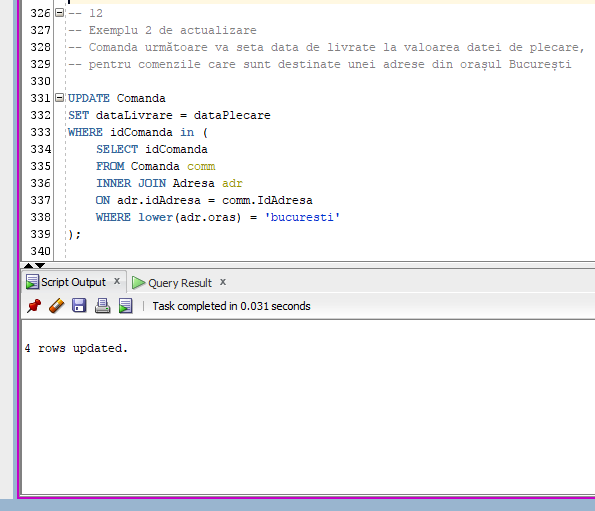 326 -- 12
327 -- Exemplu 2 de actualizare
328 -- Comanda următoare va seta data de livrate la valoarea datei de plecare,
329 -- pentru comenzile care sunt destinate unei adrese din orașul București
330
331 UPDATE Comanda
332 SET dataLivrare = dataPlecare
333 WHERE idComanda in (
334 SELECT idComanda
335 FROM Comanda comm
336 INNER JOIN Adresa adr
337 ON adr.idAdresa = comm.IdAdresa
338 WHERE lower(adr.oras) = 'bucuresti'
339 );
340
Script Output x Query Result x
Task completed in 0.031 seconds
4 rows updated.